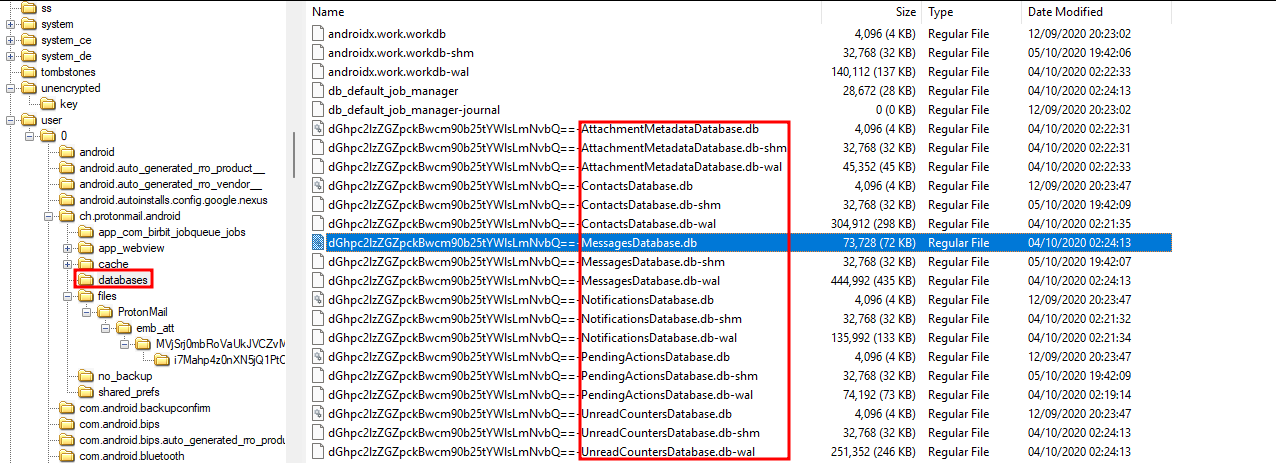 ss
system
system_ce
system_de
tombstones
unencrypted
key
user
0
android
android.auto_generated_rro_product__
android.auto_generated_rro_vendor__
android.autoinstalls.config.google.nexus
ch.protonmail.android
app_com_birbit_jobqueue_jobs
app_webview
cache
databases
files
ProtonMail
emb_att
MVjSrj0mbRoVaUkJVCZvM
i7Mahp4z0nXN5jQ1PtC
no_backup
shared_prefs
com.android.backupconfirm
com.android.bips
com.android.bips.auto_generated_rro_produ
com.android.bluetooth
Name Size Type Date Modified
androidx.work.workdb 4,096 (4 KB) Regular File 12/09/2020 20:23:02
androidx.work.workdb-shm 32,768 (32 KB) Regular File 05/10/2020 19:42:06
androidx.work.workdb-wal 140,112 (137 KB) Regular File 04/10/2020 02:22:33
db_default_job_manager 28,672 (28 KB) Regular File 04/10/2020 02:24:13
db_default_job_manager-journal 0 (0 KB) Regular File 12/09/2020 20:23:02
dGhpc2lzZGZpckBwcm90b25tYWlsLmNvbQ==-AttachmentMetadataDatabase.db 4,096 (4 KB) Regular File 04/10/2020 02:22:31
dGhpc2lzZGZpckBwcm90b25tYWlsLmNvbQ==-AttachmentMetadataDatabase.db-shm 32,768 (32 KB) Regular File 04/10/2020 02:22:31
dGhpc2lzZGZpckBwcm90b25tYWlsLmNvbQ==-AttachmentMetadataDatabase.db-wal 45,352 (45 KB) Regular File 04/10/2020 02:22:33
dGhpc2lzZGZpckBwcm90b25tYWlsLmNvbQ==-ContactsDatabase.db 4,096 (4 KB) Regular File 12/09/2020 20:23:47
dGhpc2lzZGZpckBwcm90b25tYWlsLmNvbQ==-ContactsDatabase.db-shm 32,768 (32 KB) Regular File 05/10/2020 19:42:09
dGhpc2lzZGZpckBwcm90b25tYWlsLmNvbQ==-ContactsDatabase.db-wal 304,912 (298 KB) Regular File 04/10/2020 02:21:35
dGhpc2lzZGZpckBwcm90b25tYWlsLmNvbQ==-MessagesDatabase.db 73,728 (72 KB) Regular File 04/10/2020 02:24:13
dGhpc2lzZGZpckBwcm90b25tYWlsLmNvbQ==-MessagesDatabase.db-shm 32,768 (32 KB) Regular File 05/10/2020 19:42:07
dGhpc2lzZGZpckBwcm90b25tYWlsLmNvbQ==-MessagesDatabase.db-wal 444,992 (435 KB) Regular File 04/10/2020 02:24:13
dGhpc2lzZGZpckBwcm90b25tYWlsLmNvbQ==-NotificationsDatabase.db 4,096 (4 KB) Regular File 12/09/2020 20:23:47
dGhpc2lzZGZpckBwcm90b25tYWlsLmNvbQ==-NotificationsDatabase.db-shm 32,768 (32 KB) Regular File 04/10/2020 02:21:32
dGhpc2lzZGZpckBwcm90b25tYWlsLmNvbQ==-NotificationsDatabase.db-wal 135,992 (133 KB) Regular File 04/10/2020 02:21:34
dGhpc2lzZGZpckBwcm90b25tYWlsLmNvbQ==-PendingActionsDatabase.db 4,096 (4 KB) Regular File 12/09/2020 20:23:47
dGhpc2lzZGZpckBwcm90b25tYWlsLmNvbQ==-PendingActionsDatabase.db-shm 32,768 (32 KB) Regular File 05/10/2020 19:42:09
dGhpc2lzZGZpckBwcm90b25tYWlsLmNvbQ==-PendingActionsDatabase.db-wal 74,192 (73 KB) Regular File 04/10/2020 02:19:14
dGhpc2lzZGZpckBwcm90b25tYWlsLmNvbQ==-UnreadCountersDatabase.db 4,096 (4 KB) Regular File 12/09/2020 20:23:47
dGhpc2lzZGZpckBwcm90b25tYWlsLmNvbQ==-UnreadCountersDatabase.db-shm 32,768 (32 KB) Regular File 04/10/2020 02:24:13
dGhpc2lzZGZpckBwcm90b25tYWlsLmNvbQ==-UnreadCountersDatabase.db-wal 251,352 (246 KB) Regular File 04/10/2020 02:24:13